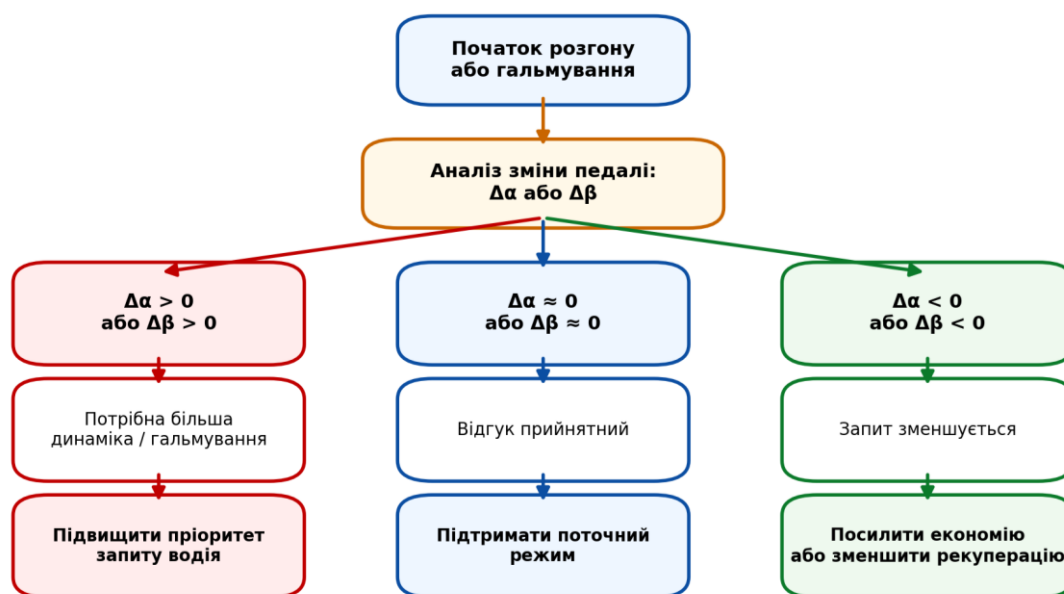 Початок розгону
або гальмування
Аналіз зміни педалі:
Δα або Δβ
Δα > 0
або Δβ > 0
Δα ≈ 0
або Δβ ≈ 0
Δα < 0
або Δβ < 0
Потрібна більша
динаміка / гальмування
Відгук прийнятний
Запит зменшується
Підвищити пріоритет
запиту водія
Підтримати поточний
режим
Посилити економію
або зменшити рекуперацію